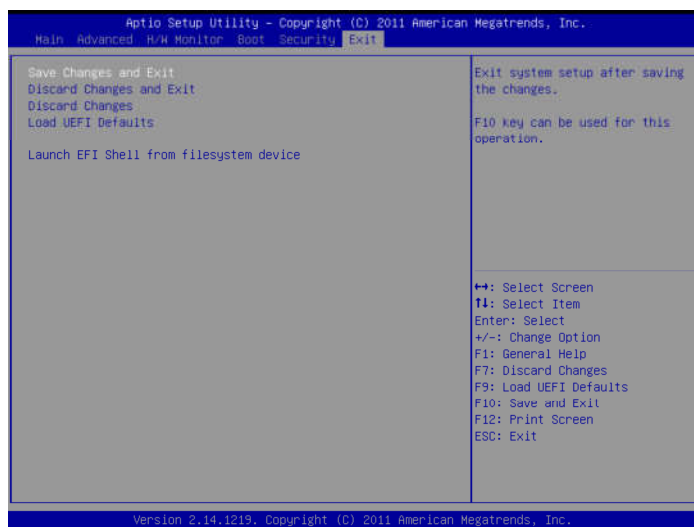 Aptio Setup Utility – Copyright (C) 2011 American Megatrends, Inc.
Main Advanced H/W Monitor Boot Security Exit
Save Changes and Exit
Discard Changes and Exit
Discard Changes
Load UEFI Defaults
Launch EFI Shell from filesystem device
Exit system setup after saving
the changes.
F10 key can be used for this
operation.
↔: Select Screen
↑↓: Select Item
Enter: Select
+/-: Change Option
F1: General Help
F7: Discard Changes
F9: Load UEFI Defaults
F10: Save and Exit
F12: Print Screen
ESC: Exit
Version 2.14.1219. Copyright (C) 2011 American Megatrends, Inc.